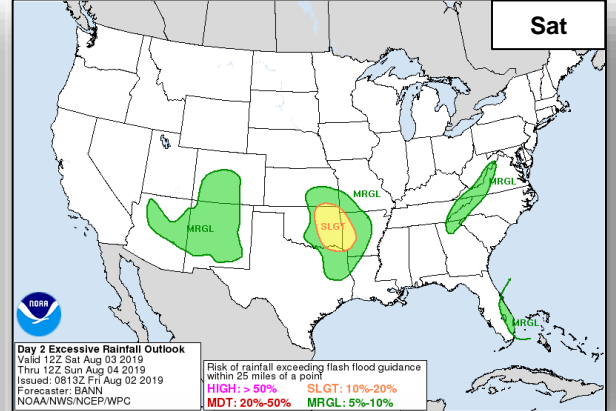 Sat
MRGL
MRGL
MRGL
SLGT
MRGL
NOAA
Day 2 Excessive Rainfall Outlook
Valid 12Z Sat Aug 03 2019
Thru 12Z Sun Aug 04 2019
Issued: 0813Z Fri Aug 02 2019
Forecaster: BANN
NOAA/NWS/NCEP/WPC
Risk of rainfall exceeding flash flood guidance
within 25 miles of a point
HIGH: > 50% SLGT: 10%-20%
MDT: 20%-50% MRGL: 5%-10%